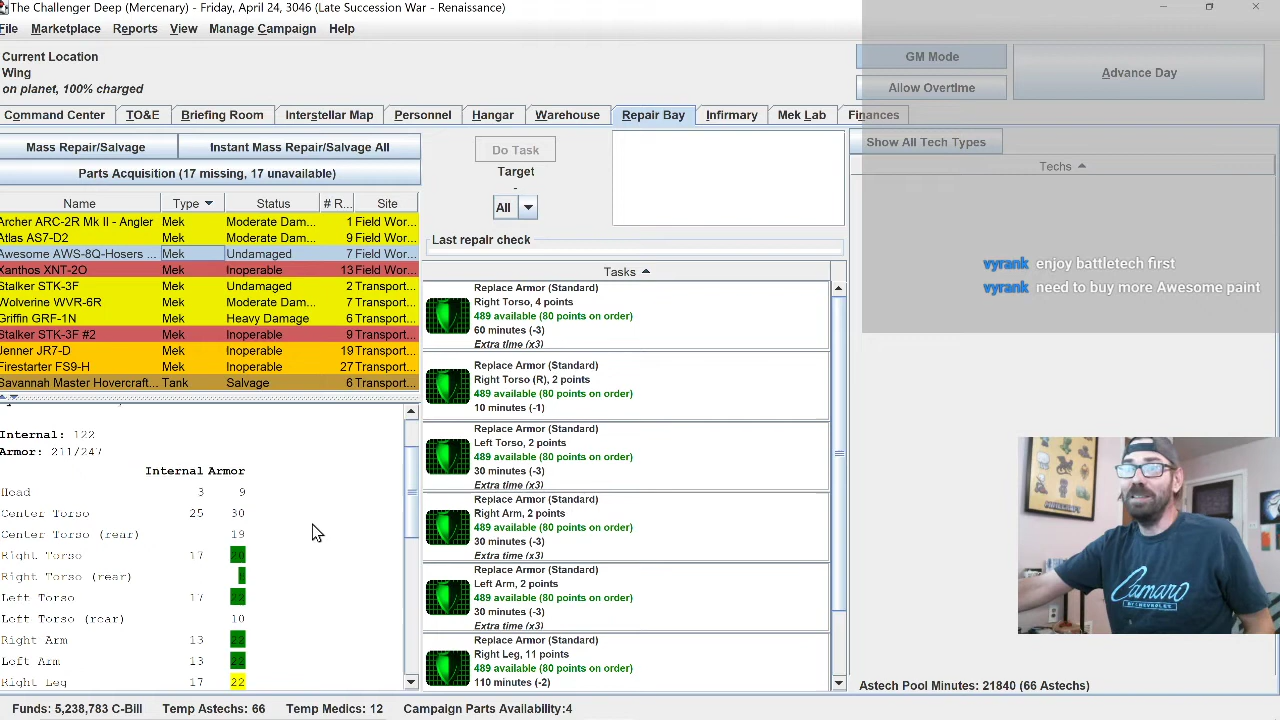 The Challenger Deep (Mercenary) - Friday, April 24, 3046 (Late Succession War - Renaissance)
File Marketplace Reports View Manage Campaign Help
Current Location
Wing
on planet, 100% charged
GM Mode
Allow Overtime
Advance Day
Command Center TO&E Briefing Room Interstellar Map Personnel Hangar Warehouse Repair Bay Infirmary Mek Lab Finances
Mass Repair/Salvage Instant Mass Repair/Salvage All
Parts Acquisition (17 missing, 17 unavailable)
Name Type Status # R... Site
Archer ARC-2R Mk II - Angler Mek Moderate Dam... 1 Field Wor...
Atlas AS7-D2 Mek Moderate Dam... 9 Field Wor...
Awesome AWS-8Q-Hosers ... Mek Undamaged 7 Field Wor...
Xanthos XNT-2O Mek Inoperable 13 Field Wor...
Stalker STK-3F Mek Undamaged 2 Transport...
Wolverine WVR-6R Mek Moderate Dam... 7 Transport...
Griffin GRF-1N Mek Heavy Damage 6 Transport...
Stalker STK-3F #2 Mek Inoperable 9 Transport...
Jenner JR7-D Mek Inoperable 19 Transport...
Firestarter FS9-H Mek Inoperable 27 Transport...
Savannah Master Hovercraft... Tank Salvage 6 Transport...
Internal: 122
Armor: 211/247
Internal Armor
Head 3 9
Center Torso 25 30
Center Torso (rear) 19
Right Torso 17 20
Right Torso (rear)
Left Torso 17 22
Left Torso (rear) 10
Right Arm 13 22
Left Arm 13 22
Right Leg 17 22
Do Task
Target
-
All
Last repair check
Tasks
Replace Armor (Standard)
Right Torso, 4 points
489 available (80 points on order)
60 minutes (-3)
Extra time (x3)
Replace Armor (Standard)
Right Torso (R), 2 points
489 available (80 points on order)
10 minutes (-1)
Replace Armor (Standard)
Left Torso, 2 points
489 available (80 points on order)
30 minutes (-3)
Extra time (x3)
Replace Armor (Standard)
Right Arm, 2 points
489 available (80 points on order)
30 minutes (-3)
Extra time (x3)
Replace Armor (Standard)
Left Arm, 2 points
489 available (80 points on order)
30 minutes (-3)
Extra time (x3)
Replace Armor (Standard)
Right Leg, 11 points
489 available (80 points on order)
110 minutes (-2)
Show All Tech Types
Techs
vyrank enjoy battletech first
vyrank need to buy more Awesome paint
Camaro
BY CHEVROLET
Astech Pool Minutes: 21840 (66 Astechs)
Funds: 5,238,783 C-Bill Temp Astechs: 66 Temp Medics: 12 Campaign Parts Availability:4